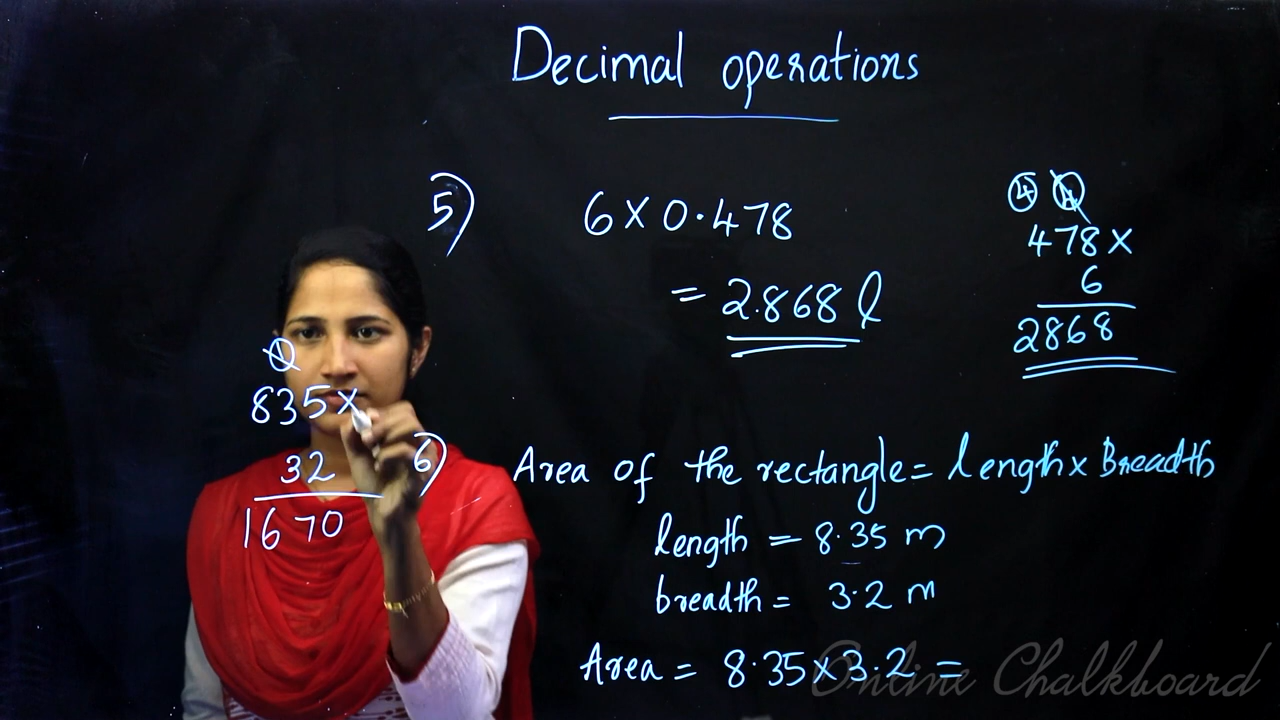 Decimal operations
5) 6 x 0.478
= 2.868 l
4 4
478 x
6
2868
1
835 x
32
1670
6) Area of the rectangle = length x Breadth
length = 8.35 m
breadth = 3.2 m
Area = 8.35 x 3.2 =
Online Chalkboard